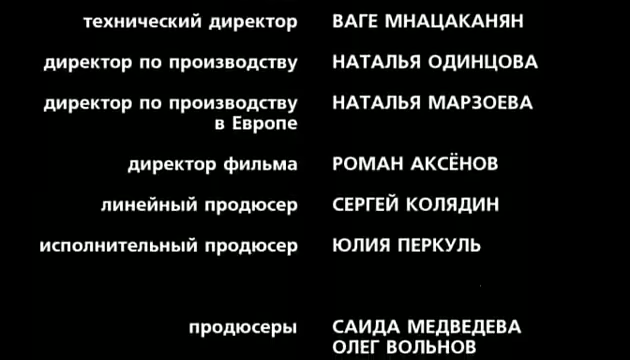 технический директор ВАГЕ МНАЦАКАНЯН
директор по производству НАТАЛЬЯ ОДИНЦОВА
директор по производству НАТАЛЬЯ МАРЗОЕВА
в Европе
директор фильма РОМАН АКСЁНОВ
линейный продюсер СЕРГЕЙ КОЛЯДИН
исполнительный продюсер ЮЛИЯ ПЕРКУЛЬ
продюсеры САИДА МЕДВЕДЕВА
ОЛЕГ ВОЛЬНОВ